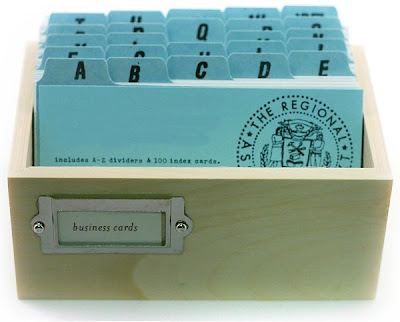 Q
A B C D E
THE REGIONAL
includes A-Z dividers & 100 index cards.
business cards